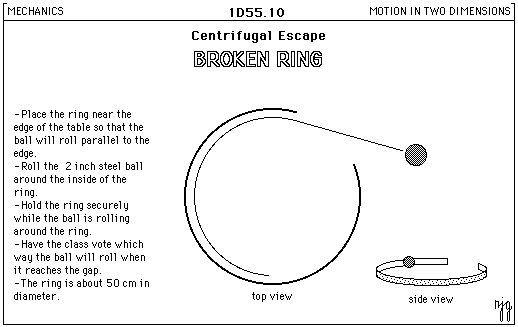 MECHANICS
1D55.10
MOTION IN TWO DIMENSIONS
Centrifugal Escape
BROKEN RING
-Place the ring near the
edge of the table so that the
ball will roll parallel to the
edge.
-Roll the 2 inch steel ball
around the inside of the
ring.
-Hold the ring securely
while the ball is rolling
around the ring.
-Have the class vote which
way the ball will roll when
it reaches the gap.
-The ring is about 50 cm in
diameter.
top view
side view